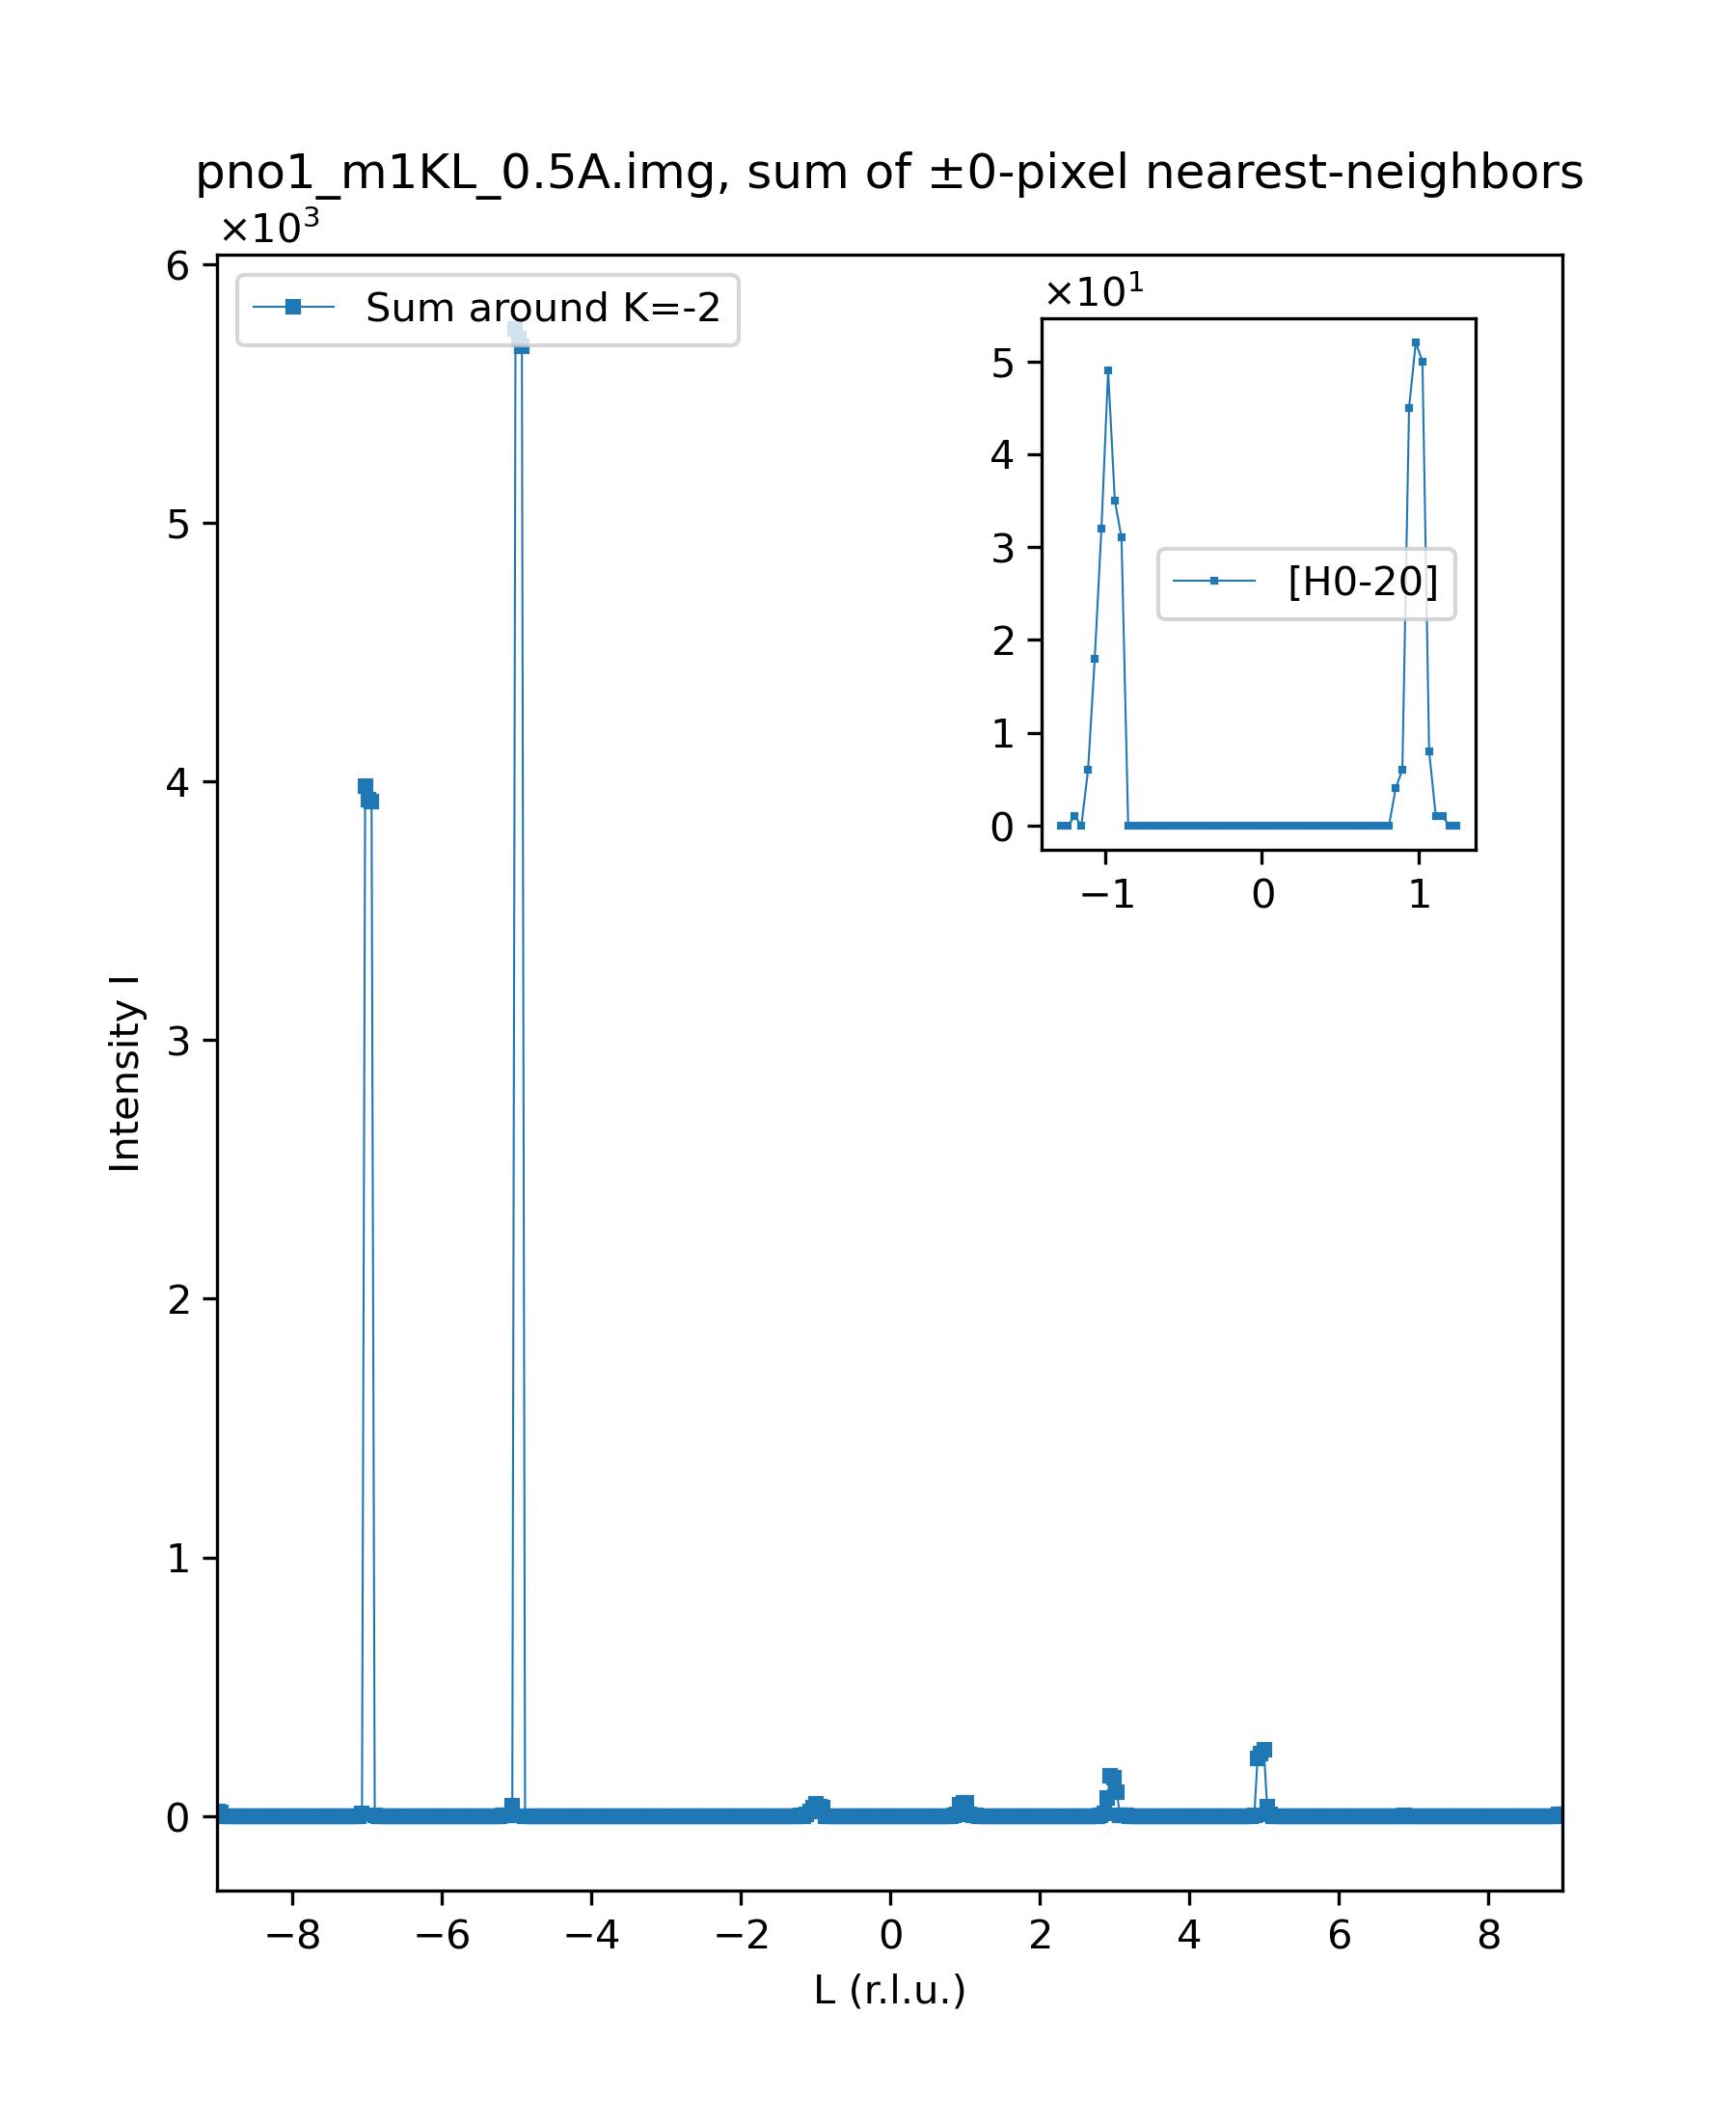 pno1_m1KL_0.5A.img, sum of ±0-pixel nearest-neighbors
×10³
6
5
4
3
2
1
0
Intensity I
Sum around K=-2
×10¹
5
4
3
2
1
0
[H0-20]
−1 0 1
−8 −6 −4 −2 0 2 4 6 8
L (r.l.u.)